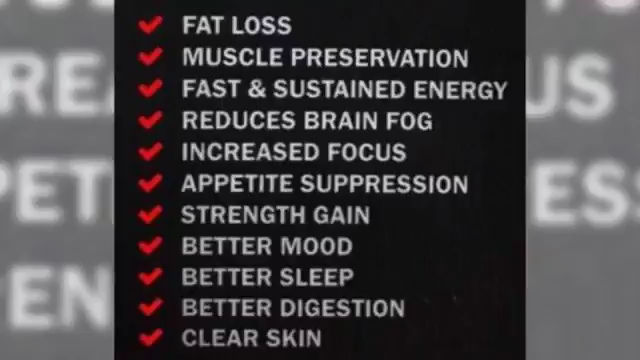 FAT LOSS
MUSCLE PRESERVATION
FAST & SUSTAINED ENERGY
REDUCES BRAIN FOG
INCREASED FOCUS
APPETITE SUPPRESSION
STRENGTH GAIN
BETTER MOOD
BETTER SLEEP
BETTER DIGESTION
CLEAR SKIN